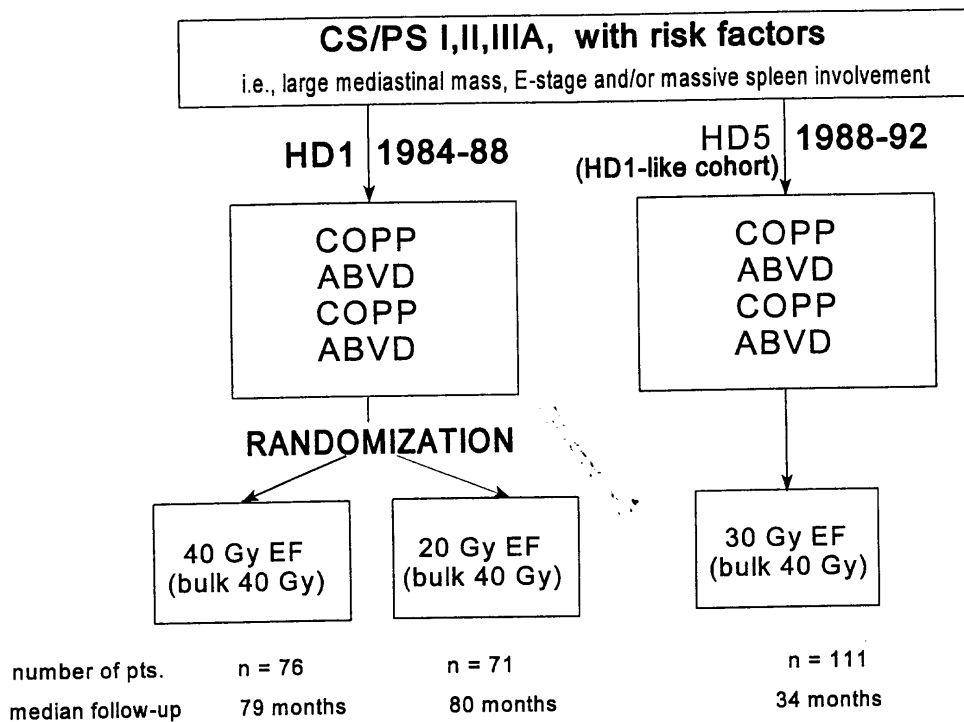 CS/PS I,II,IIIA, with risk factors
i.e., large mediastinal mass, E-stage and/or massive spleen involvement
HD1 1984-88
HD5 1988-92
(HD1-like cohort)
COPP
ABVD
COPP
ABVD
COPP
ABVD
COPP
ABVD
RANDOMIZATION
40 Gy EF
(bulk 40 Gy)
20 Gy EF
(bulk 40 Gy)
30 Gy EF
(bulk 40 Gy)
number of pts. n = 76 n = 71 n = 111
median follow-up 79 months 80 months 34 months